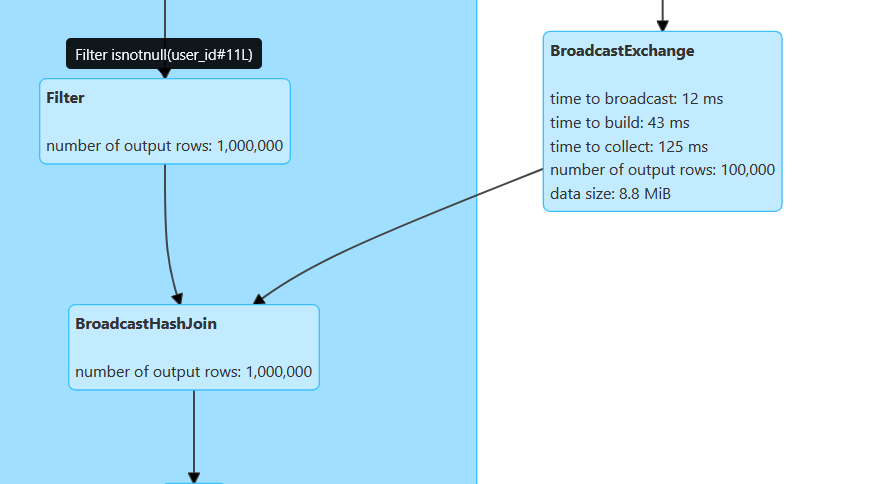 Filter isnotnull(user_id#11L)
Filter
number of output rows: 1,000,000
BroadcastExchange
time to broadcast: 12 ms
time to build: 43 ms
time to collect: 125 ms
number of output rows: 100,000
data size: 8.8 MiB
BroadcastHashJoin
number of output rows: 1,000,000